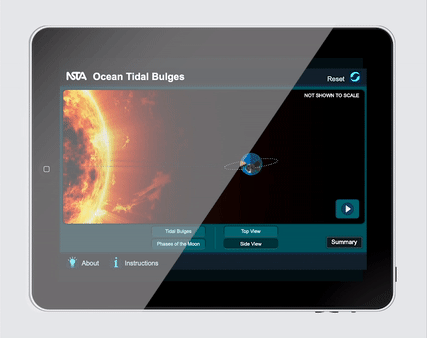 NSTA Ocean Tidal Bulges
Reset
NOT SHOWN TO SCALE
Tidal Bulges
Top View
Phases of the Moon
Side View
Summary
About
Instructions